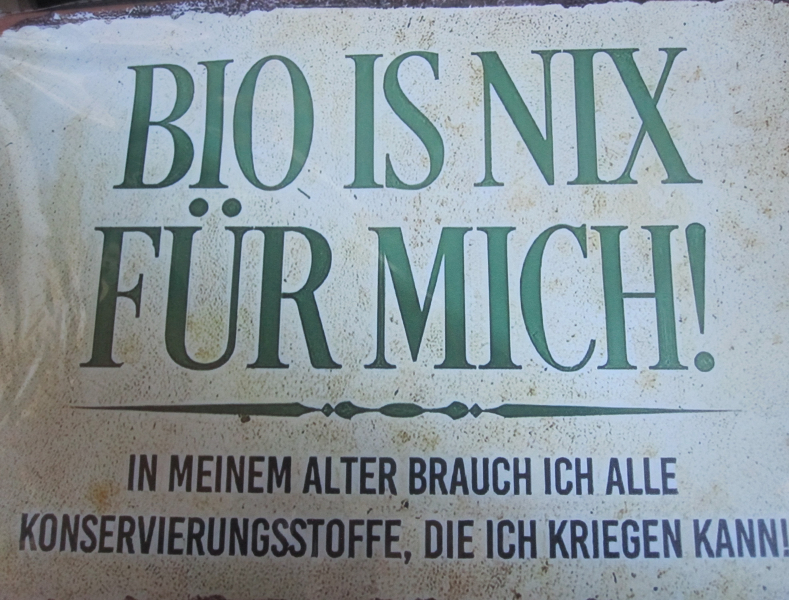 BIO IS NIX
FÜR MICH!
IN MEINEM ALTER BRAUCH ICH ALLE
KONSERVIERUNGSSTOFFE, DIE ICH KRIEGEN KANN!